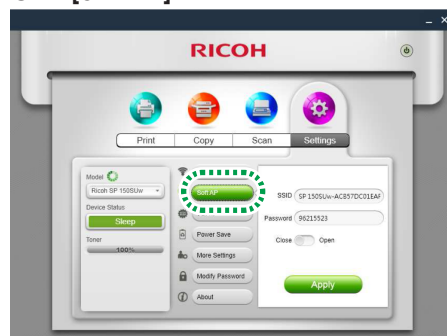 RICOH
Print Copy Scan Settings
Model
Ricoh SP 150SUw
Device Status
Sleep
Toner
100%
Soft AP
Power Save
More Settings
Modify Password
About
SSID SP 150SUw-AC857DC01EAF
Password 96215523
Close Open
Apply